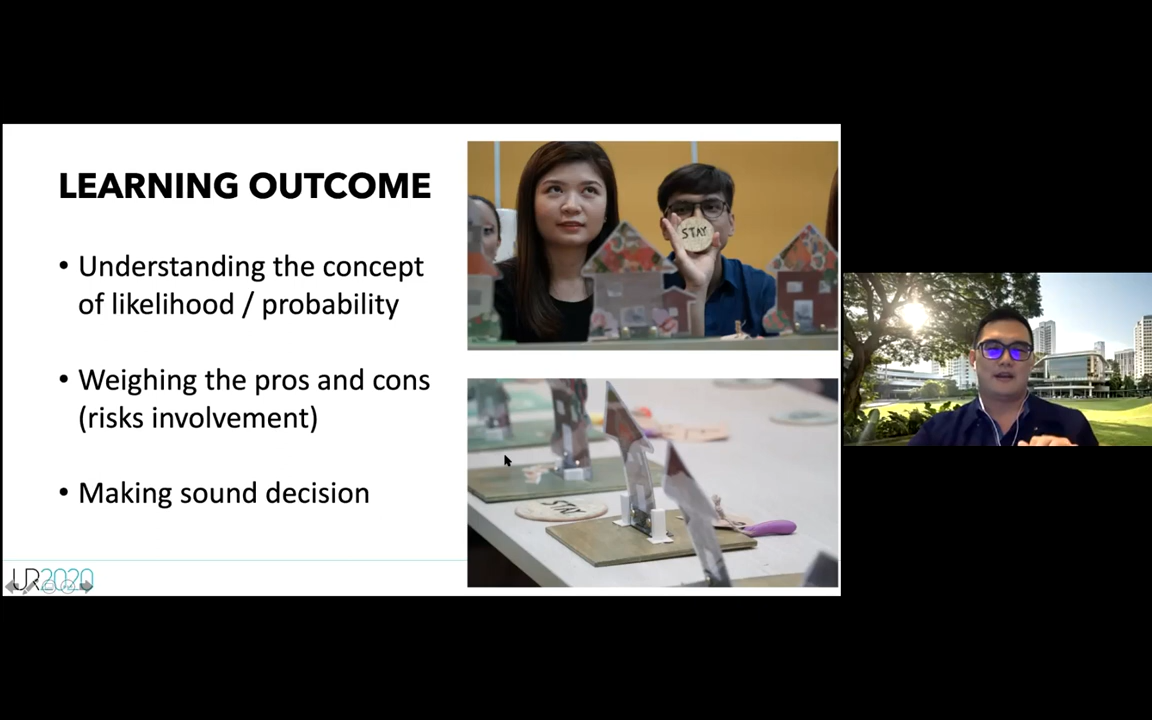 LEARNING OUTCOME
• Understanding the concept
of likelihood / probability
• Weighing the pros and cons
(risks involvement)
• Making sound decision
STAY
STAY
UR2020